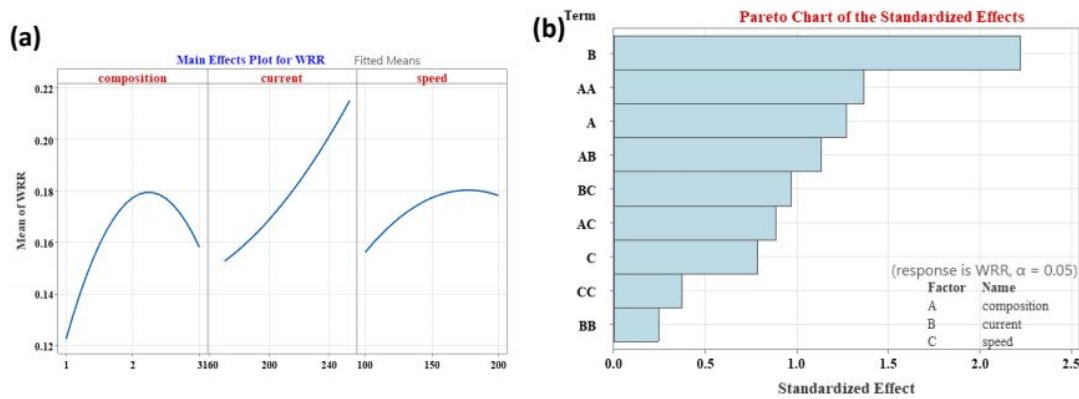 (a)
Main Effects Plot for WRR Fitted Means
composition current speed
0.22
0.20
0.18
0.16
0.14
0.12
Mean of WRR
1 2 3160 200 240 100 150 200
(b)
Term Pareto Chart of the Standardized Effects
B
AA
A
AB
BC
AC
C
CC
BB
(response is WRR, α = 0.05)
Factor Name
A composition
B current
C speed
0.0 0.5 1.0 1.5 2.0 2.5
Standardized Effect